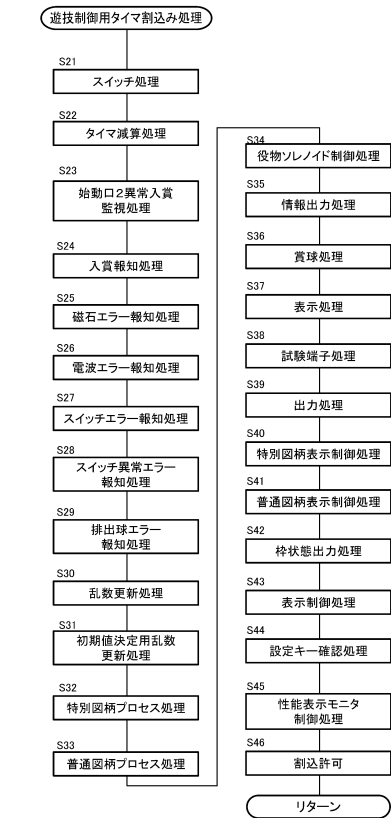 遊技制御用タイマ割込み処理
S21
スイッチ処理
S22
タイマ減算処理
S23
始動口2異常入賞
監視処理
S24
入賞報知処理
S25
磁石エラー報知処理
S26
電波エラー報知処理
S27
スイッチエラー報知処理
S28
スイッチ異常エラー
報知処理
S29
排出球エラー
報知処理
S30
乱数更新処理
S31
初期値決定用乱数
更新処理
S32
特別図柄プロセス処理
S33
普通図柄プロセス処理
S34
役物ソレノイド制御処理
S35
情報出力処理
S36
賞球処理
S37
表示処理
S38
試験端子処理
S39
出力処理
S40
特別図柄表示制御処理
S41
普通図柄表示制御処理
S42
枠状態出力処理
S43
表示制御処理
S44
設定キー確認処理
S45
性能表示モニタ
制御処理
S46
割込許可
リターン